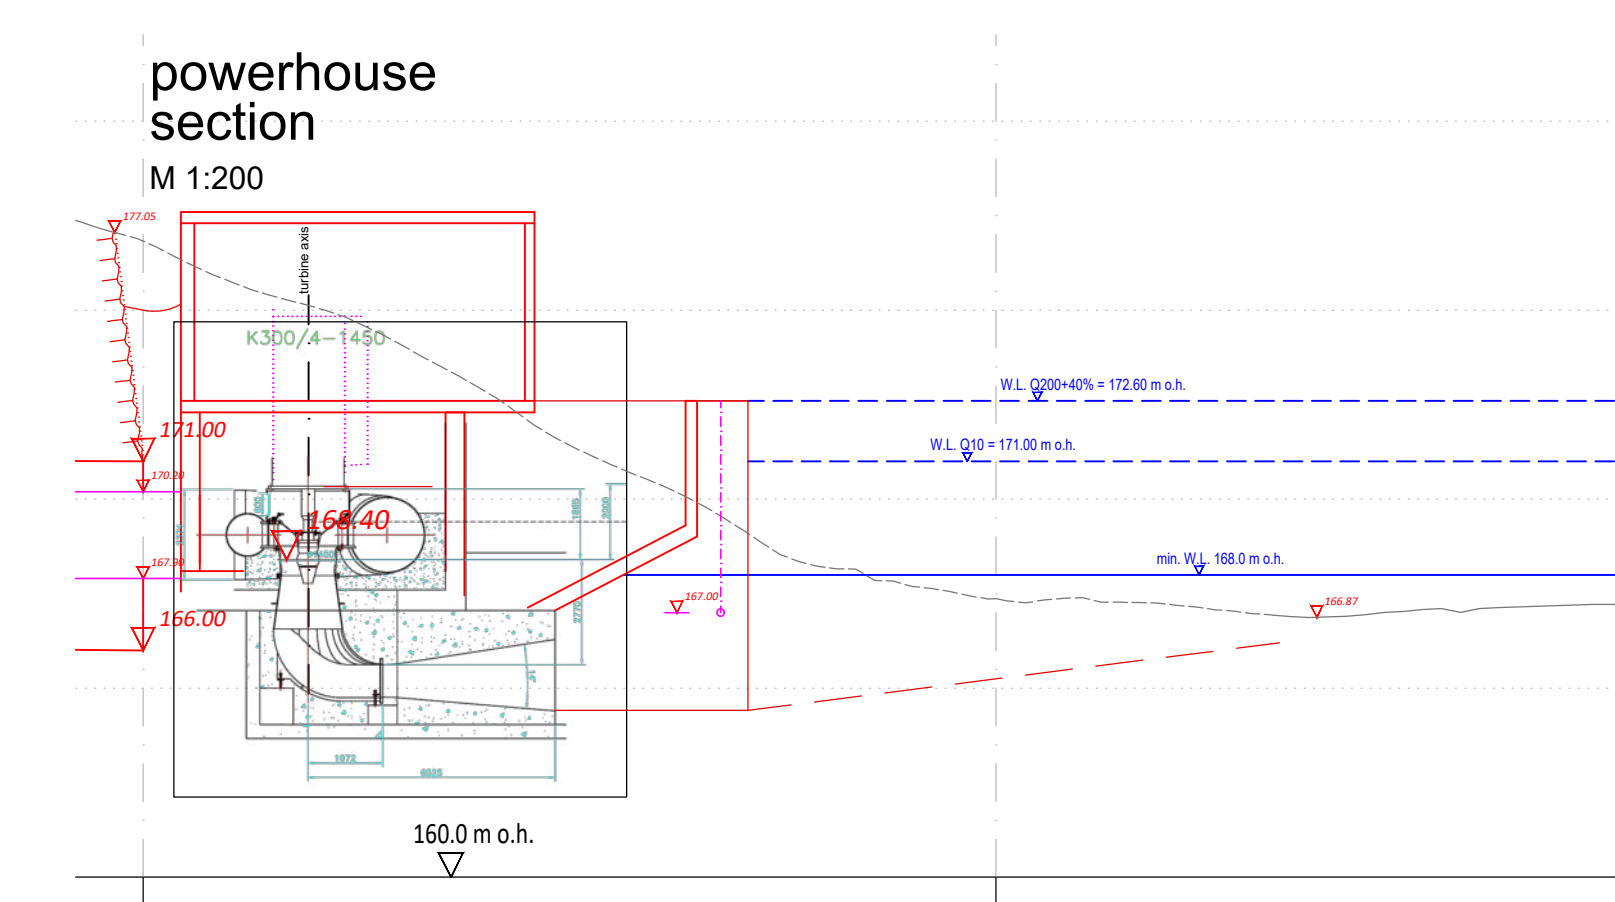 powerhouse
section
M 1:200
177.05
turbine axis
K300/4-1450
W.L. Q200+40% = 172.60 m o.h.
171.00
W.L. Q10 = 171.00 m o.h.
170.20
168.40
min. W.L. 168.0 m o.h.
167.90
167.00
166.87
166.00
2770
1072
6525
160.0 m o.h.